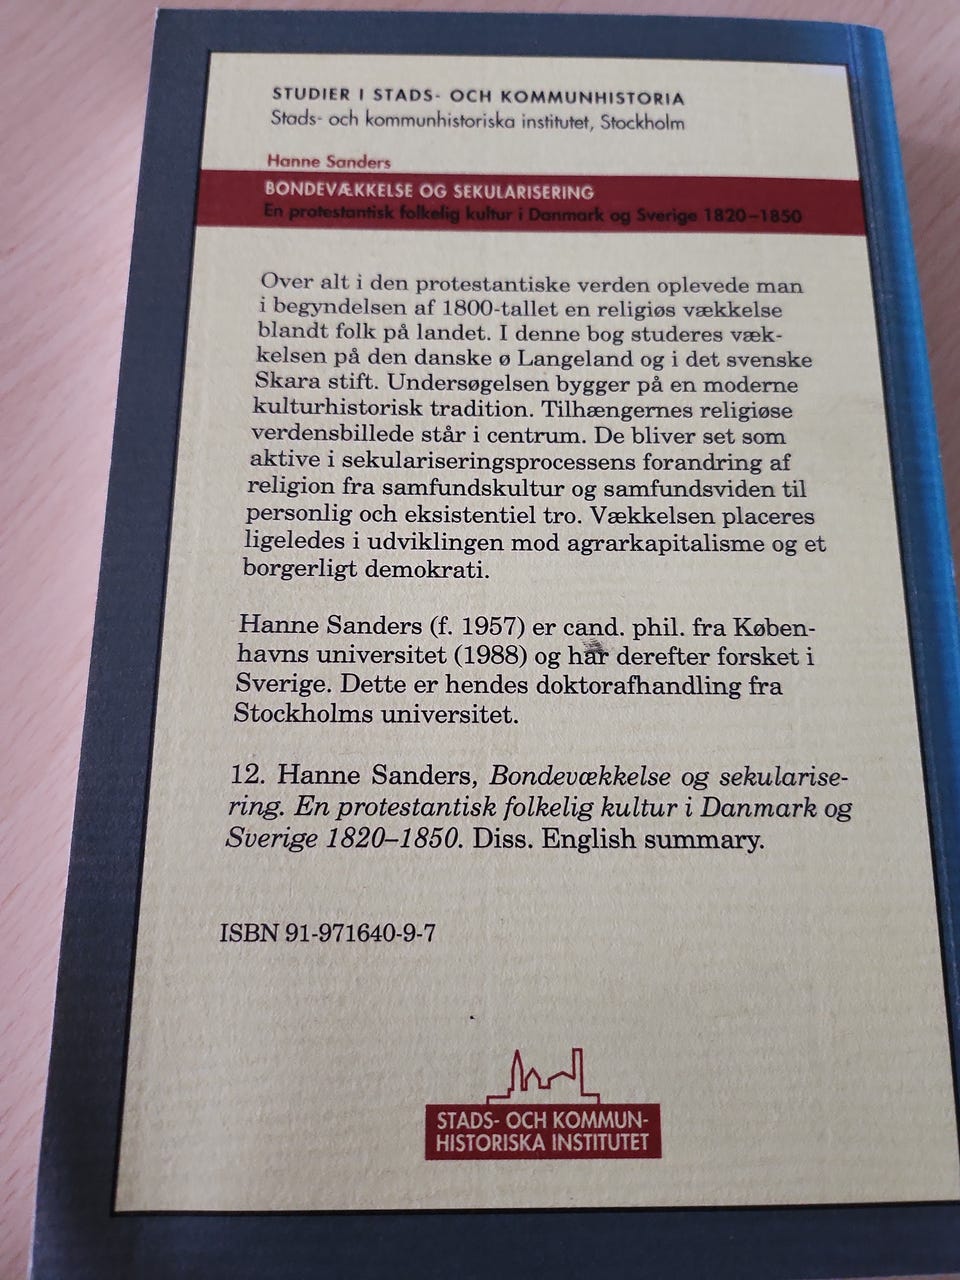 STUDIER I STADS- OCH KOMMUNHISTORIA
Stads- och kommunhistoriska institutet, Stockholm
Hanne Sanders
BONDEVÆKKELSE OG SEKULARISERING
En protestantisk folkelig kultur i Danmark og Sverige 1820–1850
Over alt i den protestantiske verden oplevede man
i begyndelsen af 1800-tallet en religiøs vækkelse
blandt folk på landet. I denne bog studeres væk-
kelsen på den danske ø Langeland og i det svenske
Skara stift. Undersøgelsen bygger på en moderne
kulturhistorisk tradition. Tilhængernes religiøse
verdensbillede står i centrum. De bliver set som
aktive i sekulariseringsprocessens forandring af
religion fra samfundskultur og samfundsviden til
personlig och eksistentiel tro. Vækkelsen placeres
ligeledes i udviklingen mod agrarkapitalisme og et
borgerligt demokrati.
Hanne Sanders (f. 1957) er cand. phil. fra Køben-
havns universitet (1988) og har derefter forsket i
Sverige. Dette er hendes doktorafhandling fra
Stockholms universitet.
12. Hanne Sanders, Bondevækkelse og sekularise-
ring. En protestantisk folkelig kultur i Danmark og
Sverige 1820–1850. Diss. English summary.
ISBN 91-971640-9-7
STADS- OCH KOMMUN-
HISTORISKA INSTITUTET